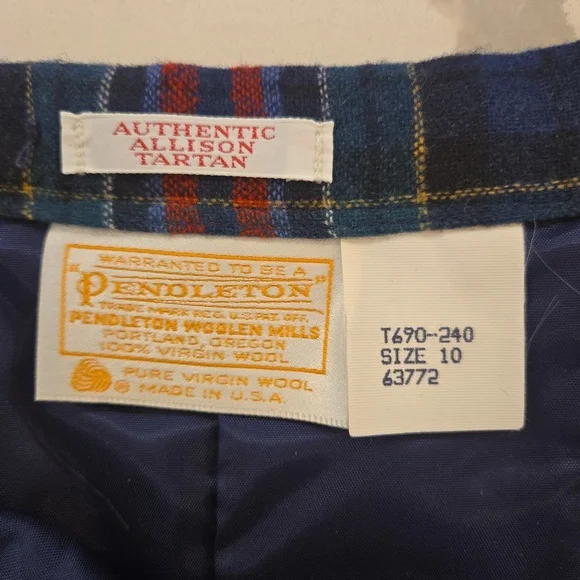 AUTHENTIC
ALLISON
TARTAN
WARRANTED TO BE A
"PENDLETON"
TRADE MARK REG. U.S. PAT. OFF.
PENDLETON WOOLEN MILLS
PORTLAND, OREGON
100% VIRGIN WOOL
PURE VIRGIN WOOL
® MADE IN U.S.A.
T690-240
SIZE 10
63772